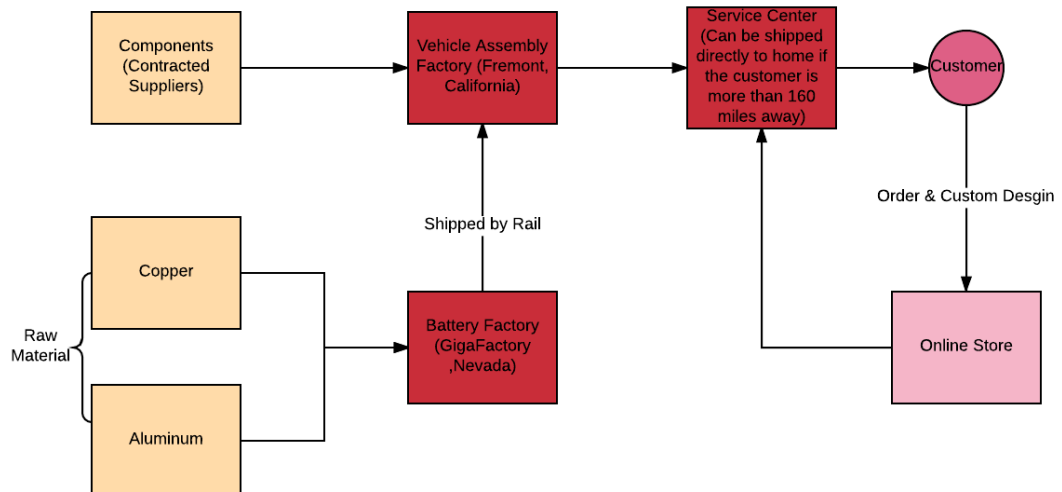 Components
(Contracted
Suppliers)
Vehicle Assembly
Factory (Fremont,
California)
Service Center
(Can be shipped
directly to home if
the customer is
more than 160
miles away)
Customer
Order & Custom Desgin
Shipped by Rail
Raw
Material
Copper
Aluminum
Battery Factory
(GigaFactory
,Nevada)
Online Store